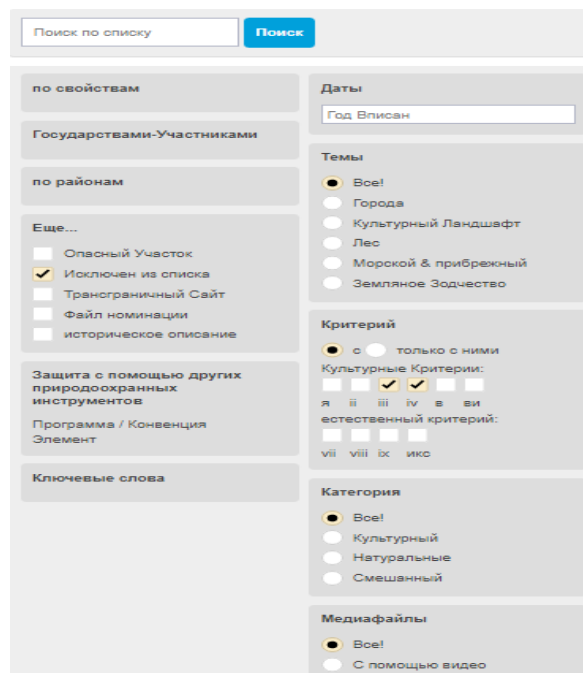 Поиск по списку
Поиск
по свойствам
Государствами-Участниками
по районам
Еще...
Опасный Участок
Исключен из списка
Трансграничный Сайт
Файл номинации
историческое описание
Защита с помощью других
природоохранных
инструментов
Программа / Конвенция
Элемент
Ключевые слова
Даты
Год Вписан
Темы
Все!
Города
Культурный Ландшафт
Лес
Морской & прибрежный
Земляное Зодчество
Критерий
с только с ними
Культурные Критерии:
я ii iii iv в ви
естественный критерий:
vii viii ix икс
Категория
Все!
Культурный
Натуральные
Смешанный
Медиафайлы
Все!
С помощью видео